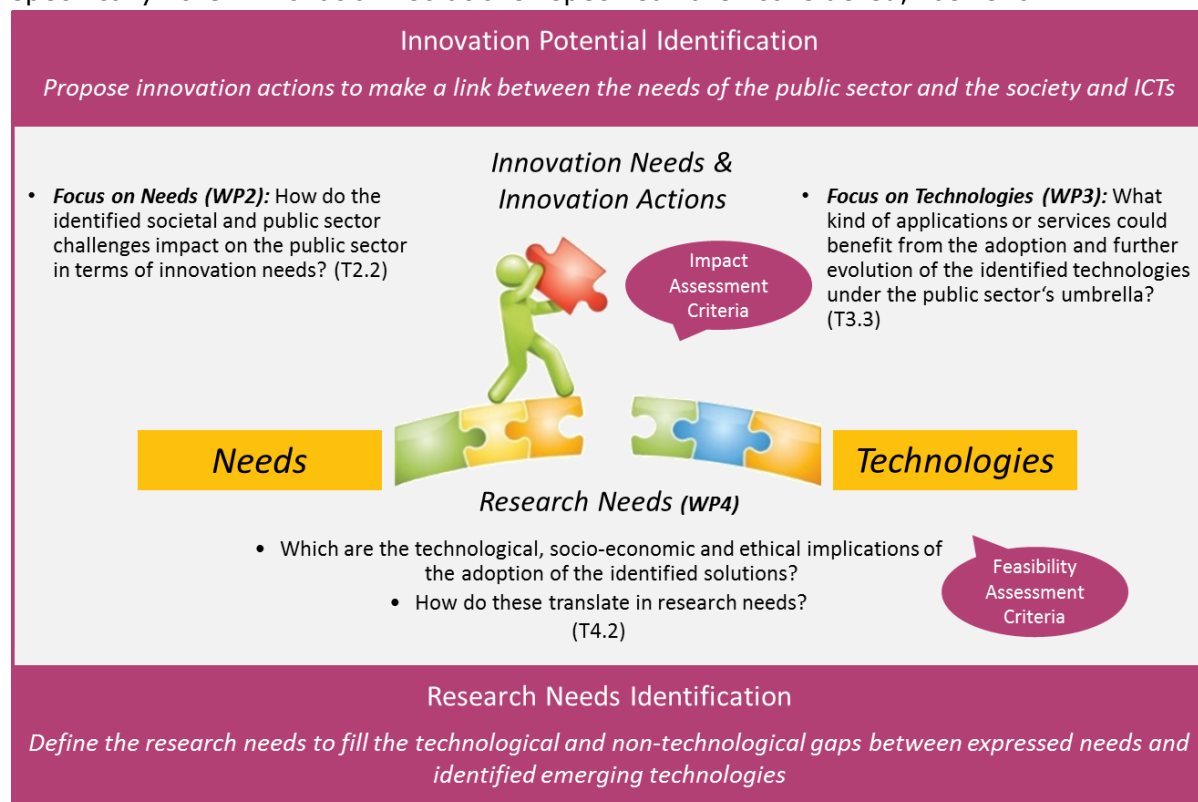 Innovation Potential Identification
Propose innovation actions to make a link between the needs of the public sector and the society and ICTs
Innovation Needs &
Innovation Actions
• Focus on Needs (WP2): How do the
identified societal and public sector
challenges impact on the public sector
in terms of innovation needs? (T2.2)
• Focus on Technologies (WP3): What
kind of applications or services could
benefit from the adoption and further
evolution of the identified technologies
under the public sector‘s umbrella?
(T3.3)
Impact
Assessment
Criteria
Needs
Technologies
Research Needs (WP4)
• Which are the technological, socio-economic and ethical implications of
the adoption of the identified solutions?
• How do these translate in research needs?
(T4.2)
Feasibility
Assessment
Criteria
Research Needs Identification
Define the research needs to fill the technological and non-technological gaps between expressed needs and
identified emerging technologies